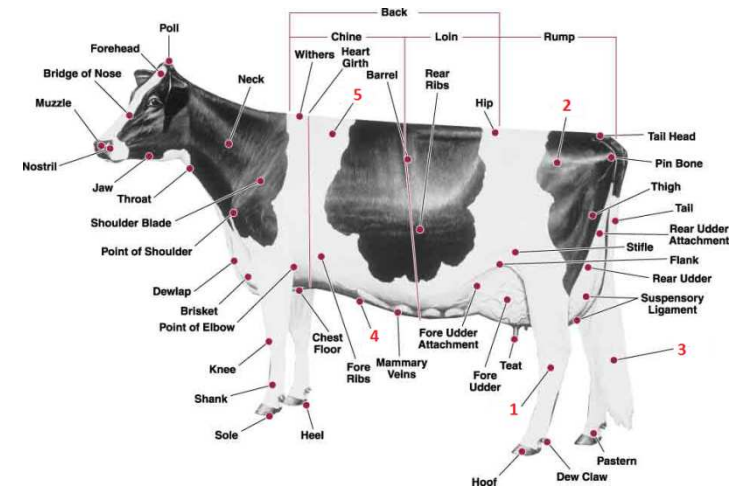 Back
Poll
Chine
Loin
Rump
Forehead
Withers
Heart
Girth
Barrel
Rear
Ribs
Bridge of Nose
Neck
5
Hip
2
Muzzle
Tail Head
Nostril
Pin Bone
Jaw
Throat
Thigh
Shoulder Blade
Tail
Rear Udder
Attachment
Point of Shoulder
Stifle
Flank
Rear Udder
Dewlap
Suspensory
Ligament
Brisket
Point of Elbow
4
Chest
Floor
Fore
Ribs
Mammary
Veins
Fore Udder
Attachment
Teat
Fore
Udder
3
Knee
Shank
1
Sole
Heel
Pastern
Hoof
Dew Claw